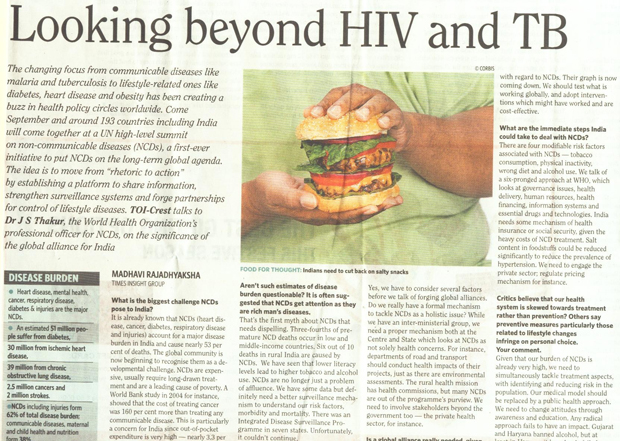 Looking beyond HIV and TB
The changing focus from communicable diseases like
malaria and tuberculosis to lifestyle-related ones like
diabetes, heart disease and obesity has been creating a
buzz in health policy circles worldwide. Come
September and around 193 countries including India
will come together at a UN high-level summit
on non-communicable diseases (NCDs), a first-ever
initiative to put NCDs on the long-term global agenda.
The idea is to move from “rhetoric to action”
by establishing a platform to share information,
strengthen surveillance systems and forge partnerships
for control of lifestyle diseases. TOI-Crest talks to
Dr J S Thakur, the World Health Organization’s
professional officer for NCDs, on the significance of
the global alliance for India
© CORBIS
FOOD FOR THOUGHT: Indians need to cut back on salty snacks
DISEASE BURDEN
Heart disease, mental health,
cancer, respiratory disease,
diabetes & injuries are the major
NCDs.
An estimated 51 million peo-
ple suffer from diabetes,
30 million from ischemic heart
disease.
39 million from chronic
obstructive lung disease.
2.5 million cancers and
2 million strokes.
NCDs including injuries form
62% of total disease burden;
communicable diseases, maternal
and child health and nutrition
form 38%
MADHAVI RAJADHYAKSHA
TIMES INSIGHT GROUP
What is the biggest challenge NCDs
pose to India?
It is already known that NCDs (heart dis-
ease, cancer, diabetes, respiratory disease
and injuries) account for a major disease
burden in India and cause nearly 53 per
cent of deaths. The global community is
now beginning to recognise them as a de-
velopmental challenge. NCDs are expen-
sive, usually require long-drawn treat-
ment and are a leading cause of poverty. A
World Bank study in 2004 for instance,
showed that the cost of treating cancer
was 160 per cent more than treating any
communicable disease. This is particularly
a concern for India since out-of-pocket
expenditure is very high — nearly 3.3 per
Aren’t such estimates of disease
burden questionable? It is often sug-
gested that NCDs get attention as they
are rich man’s diseases.
That’s the first myth about NCDs that
needs dispelling. Three-fourths of pre-
mature NCD deaths occur in low and
middle-income countries. Six out of 10
deaths in rural India are caused by
NCDs. We have seen that lower literacy
levels lead to higher tobacco and alcohol
use. NCDs are no longer just a problem
of affluence. We have some data but def-
initely need a better surveillance mecha-
nism to understand our risk factors,
morbidity and mortality. There was an
Integrated Disease Surveillance Pro-
gramme in seven states. Unfortunately,
it couldn’t continue.
Yes, we have to consider several factors
before we talk of forging global alliances.
Do we really have a formal mechanism
to tackle NCDs as a holistic issue? While
we have an inter-ministerial group, we
need a proper mechanism both at the
Centre and State which looks at NCDs as
not solely health concerns. For instance,
departments of road and transport
should conduct health impacts of their
projects, just as there are environmental
assessments. The rural health mission
has health commissions, but many NCDs
are out of the programme’s purview. We
need to involve stakeholders beyond the
government too — the private health
sector, for instance.
Is a global alliance really needed, given
with regard to NCDs. Their graph is now
coming down. We should test what is
working globally, and adopt interven-
tions which might have worked and are
cost-effective.
What are the immediate steps India
could take to deal with NCDs?
There are four modifiable risk factors
associated with NCDs — tobacco
consumption, physical inactivity,
wrong diet and alcohol use. We talk of
a six-pronged approach at WHO, which
looks at governance issues, health
delivery, human resources, health
financing, information systems and
essential drugs and technologies. India
needs some mechanism of health
insurance or social security, given the
heavy costs of NCD treatment. Salt
content in foodstuffs could be reduced
significantly to reduce the prevalence of
hypertension. We need to engage the
private sector; regulate pricing
mechanism for instance.
Critics believe that our health
system is skewed towards treatment
rather than prevention? Others say
preventive measures particularly those
related to lifestyle changes
infringe on personal choice.
Your comment.
Given that our burden of NCDs is
already very high, we need to
simultaneously tackle treatment aspects,
with identifying and reducing risk in the
population. Our medical model should
be replaced by a public health approach.
We need to change attitudes through
awareness and education. Any radical
approach fails to have an impact. Gujarat
and Haryana banned alcohol, but at